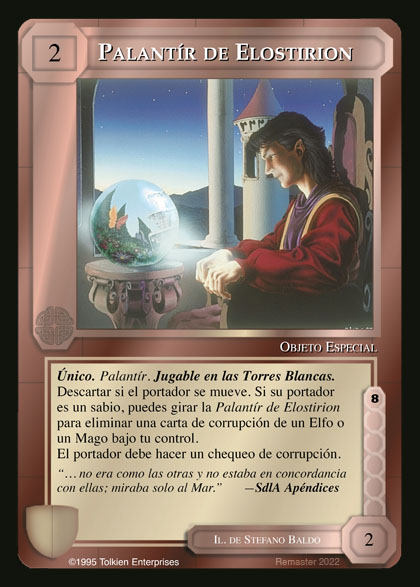 2
PALANTÍR DE ELOSTIRION
OBJETO ESPECIAL
Único. Palantír. Jugable en las Torres Blancas.
Descartar si el portador se mueve. Si su portador
es un sabio, puedes girar la Palantír de Elostirion
para eliminar una carta de corrupción de un Elfo o
un Mago bajo tu control.
El portador debe hacer un chequeo de corrupción.
“… no era como las otras y no estaba en concordancia
con ellas; miraba solo al Mar.” —SdlA Apéndices
8
IL. DE STEFANO BALDO
2
©1995 Tolkien Enterprises
Remaster 2022